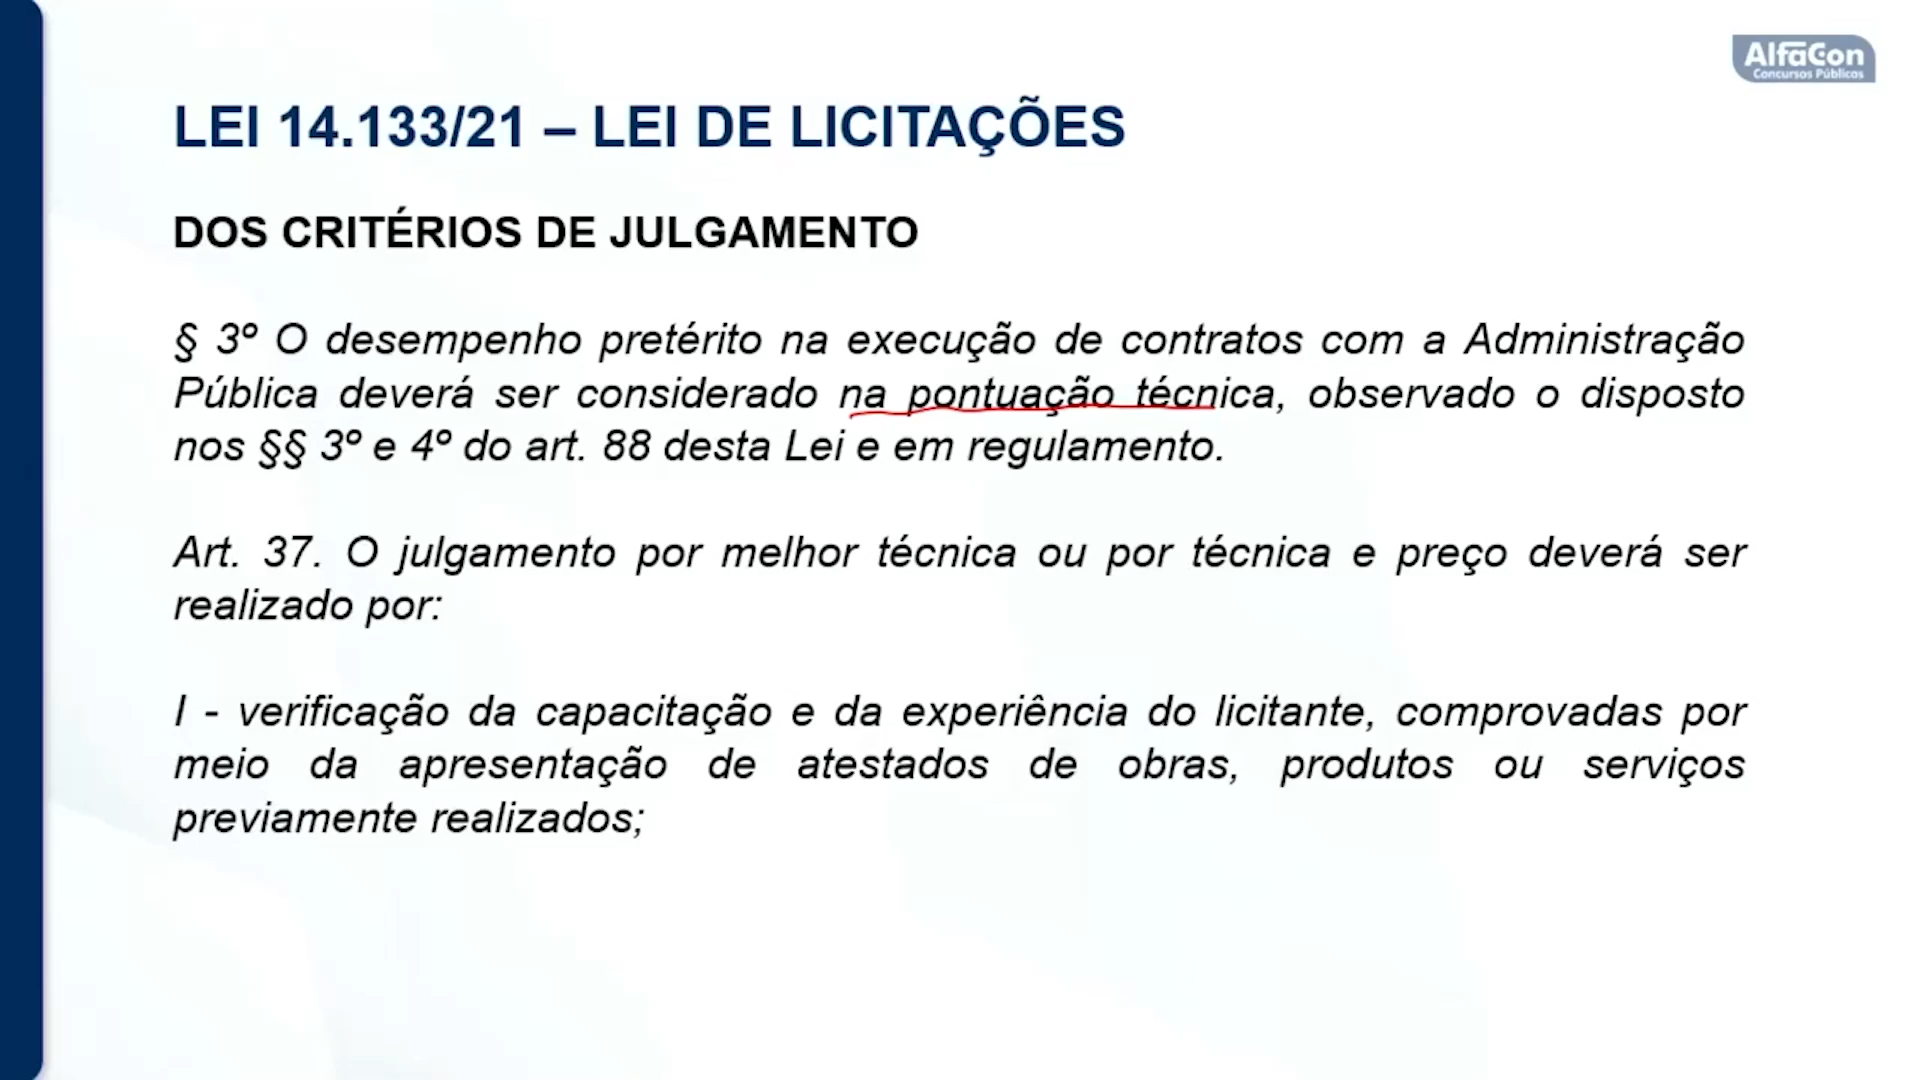 AlfaCon
Concursos Públicos
LEI 14.133/21 – LEI DE LICITAÇÕES
DOS CRITÉRIOS DE JULGAMENTO
§ 3º O desempenho pretérito na execução de contratos com a Administração
Pública deverá ser considerado na pontuação técnica, observado o disposto
nos §§ 3º e 4º do art. 88 desta Lei e em regulamento.
Art. 37. O julgamento por melhor técnica ou por técnica e preço deverá ser
realizado por:
I - verificação da capacitação e da experiência do licitante, comprovadas por
meio da apresentação de atestados de obras, produtos ou serviços
previamente realizados;